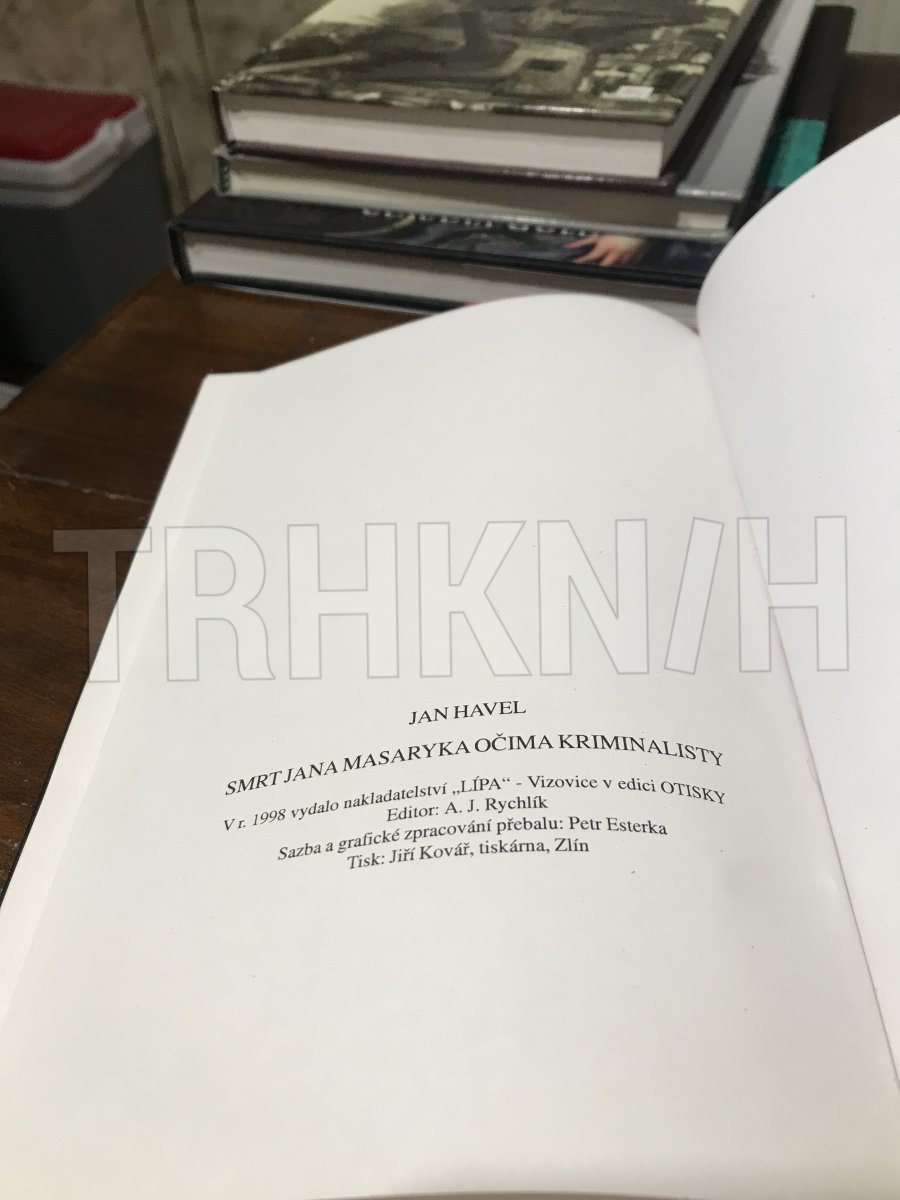 TRHKN/H
JAN HAVEL
SMRT JANA MASARYKA OČIMA KRIMINALISTY
V r. 1998 vydalo nakladatelství „LÍPA“ - Vizovice v edici OTISKY
Editor: A. J. Rychlík
Sazba a grafické zpracování přebalu: Petr Esterka
Tisk: Jiří Kovář, tiskárna, Zlín